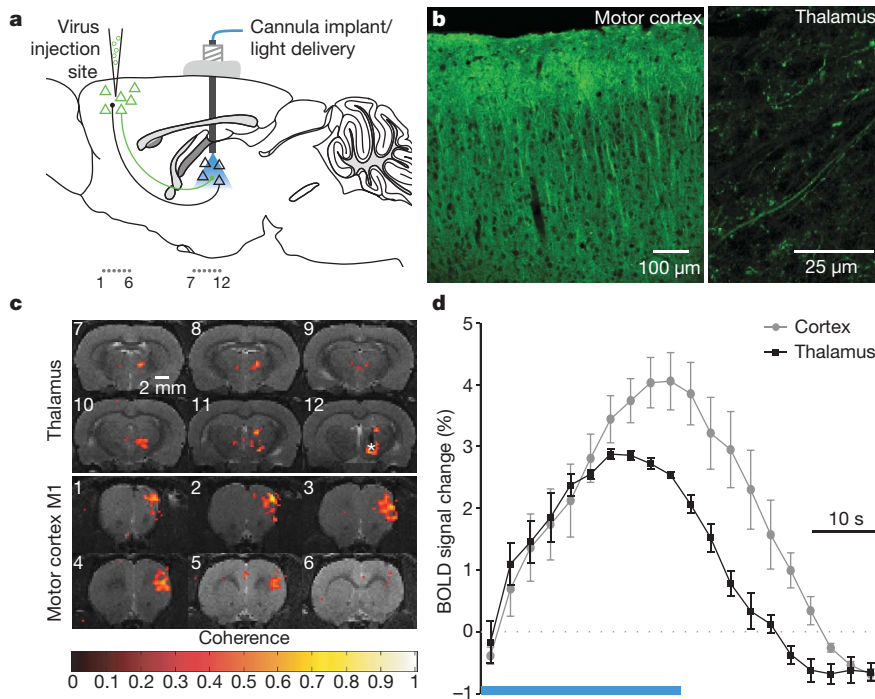 a
Virus
injection
site
Cannula implant/
light delivery
1 6 7 12
b
Motor cortex
100 µm
Thalamus
25 µm
c
Thalamus
7 8 9
2 mm
10 11 12
*
Motor cortex M1
1 2 3
4 5 6
Coherence
0 0.1 0.2 0.3 0.4 0.5 0.6 0.7 0.8 0.9 1
d
BOLD signal change (%)
5
4
3
2
1
0
–1
Cortex
Thalamus
10 s